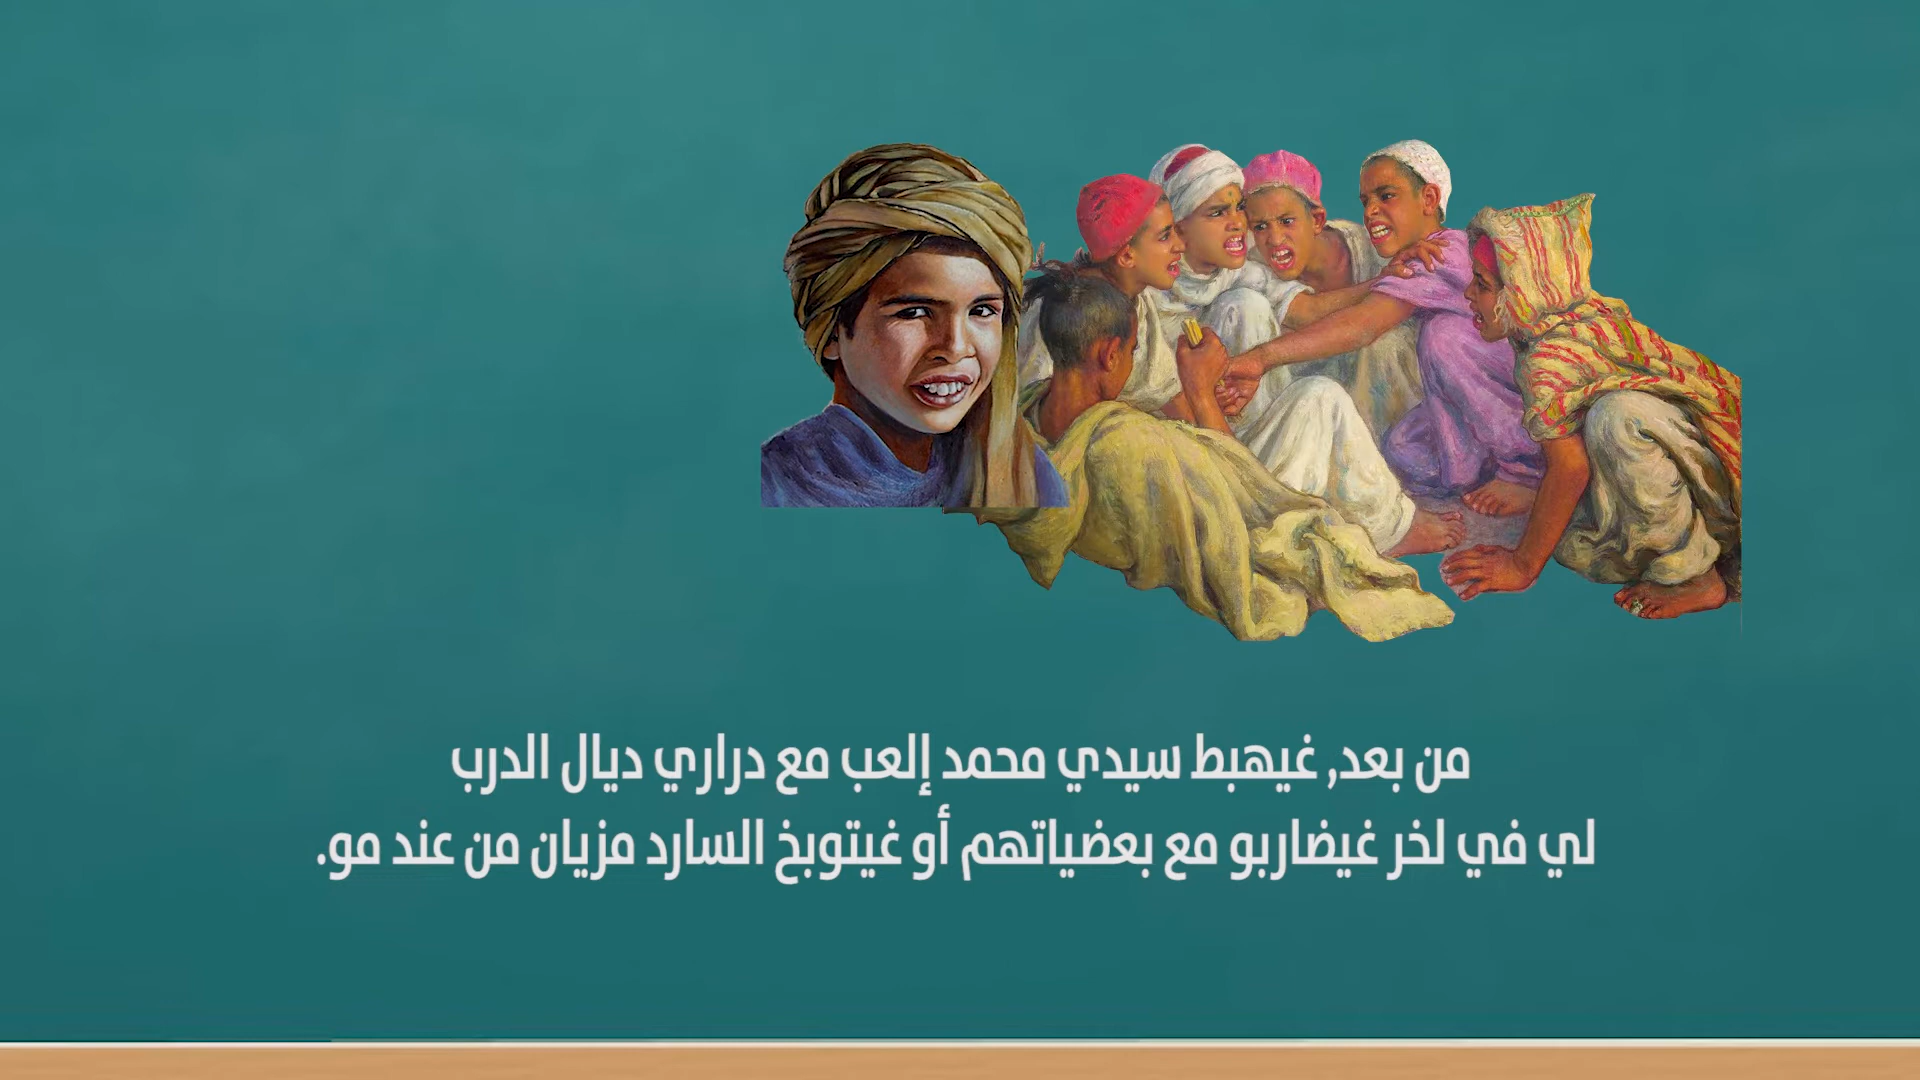 من بعد, غيهبط سيدي محمد إلعب مع دراري ديال الدرب
لي في لخر غيضاربو مع بعضياتهم أو غيتوبخ السارد مزيان من عند مو.